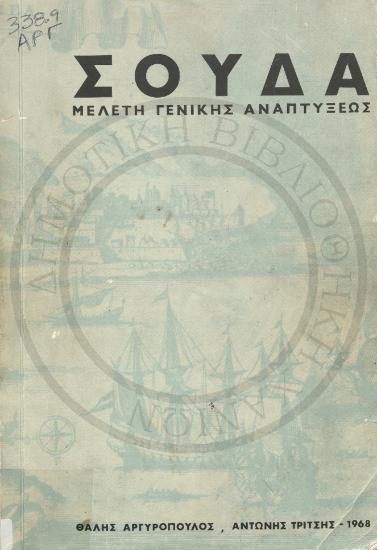 338.9
ΑΡΓ
ΣΟΥΔΑ
ΜΕΛΕΤΗ ΓΕΝΙΚΗΣ ΑΝΑΠΤΥΞΕΩΣ
ΔΗΜΟΤΙΚΗ ΒΙΒΛΙΟΘΗΚΗ ΧΑΝΙΩΝ
ΘΑΛΗΣ ΑΡΓΥΡΟΠΟΥΛΟΣ , ΑΝΤΩΝΗΣ ΤΡΙΤΣΗΣ - 1968